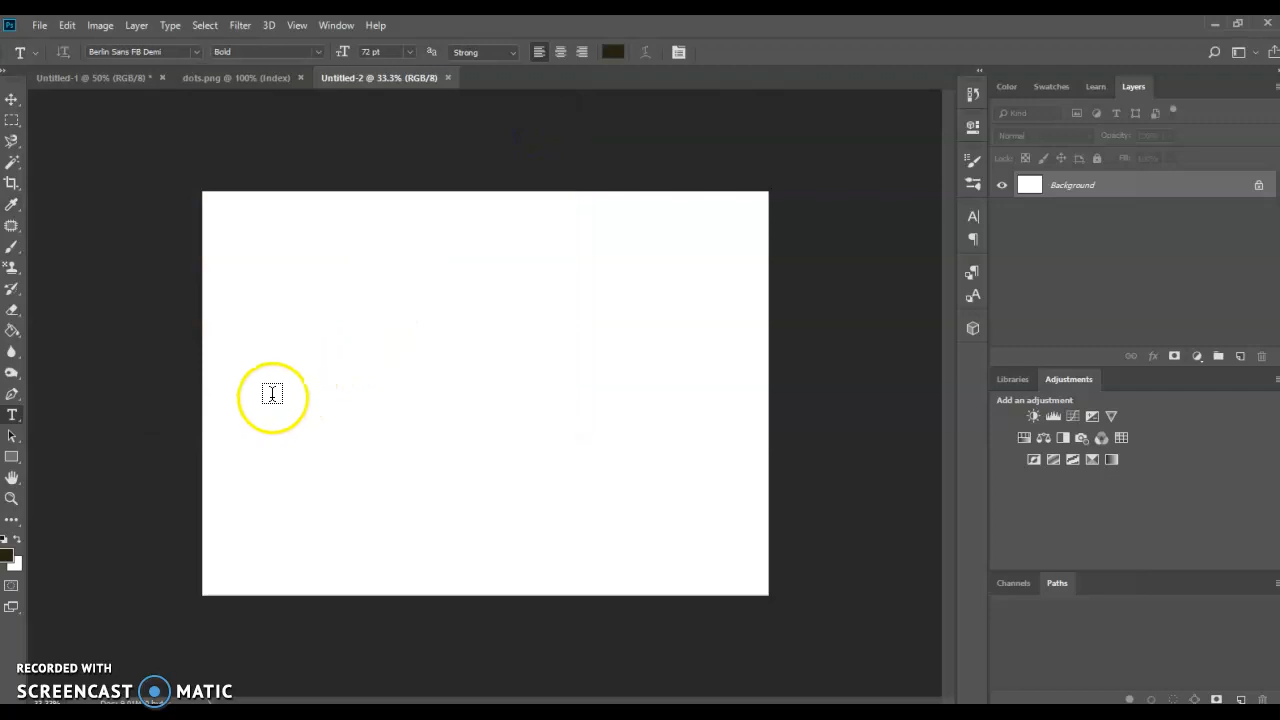 Ps File Edit Image Layer Type Select Filter 3D View Window Help
T Berlin Sans FB Demi Bold 72 pt Strong
Untitled-1 @ 50% (RGB/8) * × dots.png @ 100% (Index) × Untitled-2 @ 33.3% (RGB/8) ×
Color Swatches Learn Layers
Kind
Normal Opacity:
Lock: Fill:
Background
Libraries Adjustments
Add an adjustment
Channels Paths
RECORDED WITH
SCREENCAST MATIC